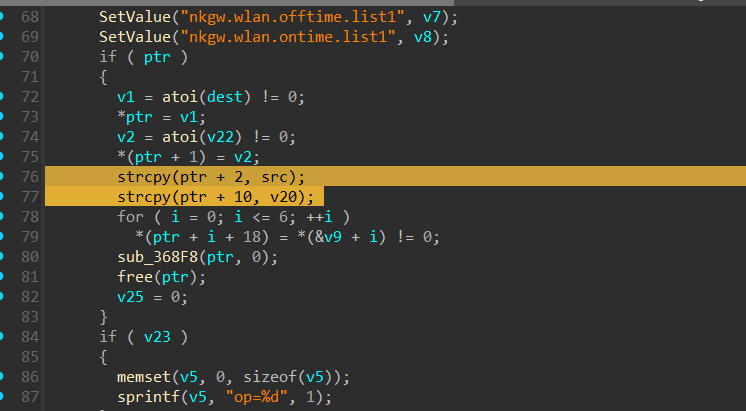 68 SetValue("nkgw.wlan.offtime.list1", v7);
69 SetValue("nkgw.wlan.ontime.list1", v8);
70 if ( ptr )
71 {
72 v1 = atoi(dest) != 0;
73 *ptr = v1;
74 v2 = atoi(v22) != 0;
75 *(ptr + 1) = v2;
76 strcpy(ptr + 2, src);
77 strcpy(ptr + 10, v20);
78 for ( i = 0; i <= 6; ++i )
79 *(ptr + i + 18) = *(&v9 + i) != 0;
80 sub_368F8(ptr, 0);
81 free(ptr);
82 v25 = 0;
83 }
84 if ( v23 )
85 {
86 memset(v5, 0, sizeof(v5));
87 sprintf(v5, "op=%d", 1);